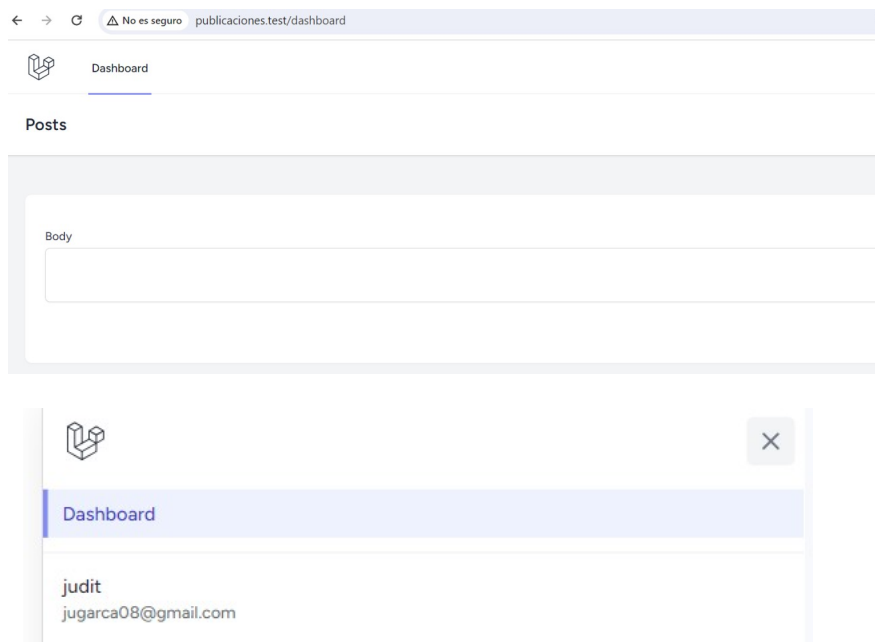 No es seguro publicaciones.test/dashboard
Dashboard
Posts
Body
Dashboard
judit
jugarca08@gmail.com